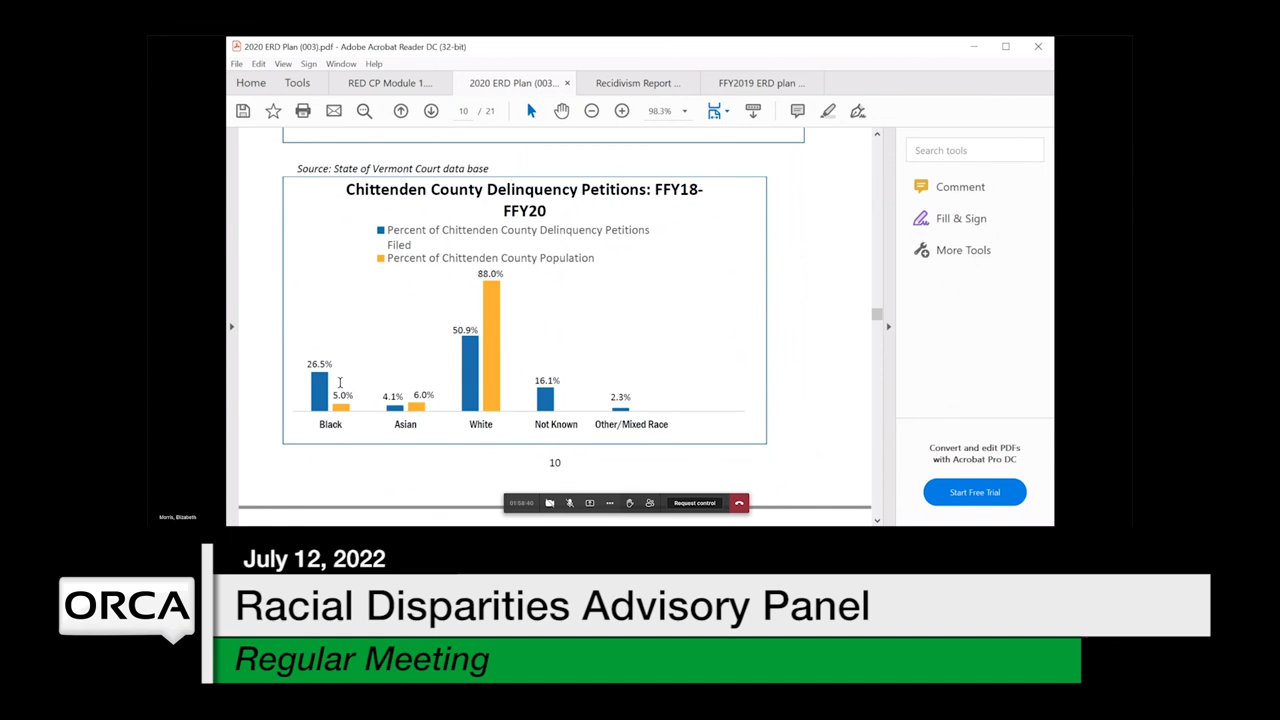 2020 ERD Plan (003).pdf - Adobe Acrobat Reader DC (32-bit)
File Edit View Sign Window Help
Home Tools RED CP Module 1.... 2020 ERD Plan (003... × Recidivism Report ... FFY2019 ERD plan ...
10 / 21 98.3%
Source: State of Vermont Court data base
Chittenden County Delinquency Petitions: FFY18-
FFY20
Percent of Chittenden County Delinquency Petitions
Filed
Percent of Chittenden County Population
88.0%
50.9%
26.5%
16.1%
5.0% 4.1% 6.0% 2.3%
Black Asian White Not Known Other/Mixed Race
10
Search tools
Comment
Fill & Sign
More Tools
Convert and edit PDFs
with Acrobat Pro DC
Start Free Trial
01:58:40 Request control
Morris, Elizabeth
July 12, 2022
ORCA
Racial Disparities Advisory Panel
Regular Meeting